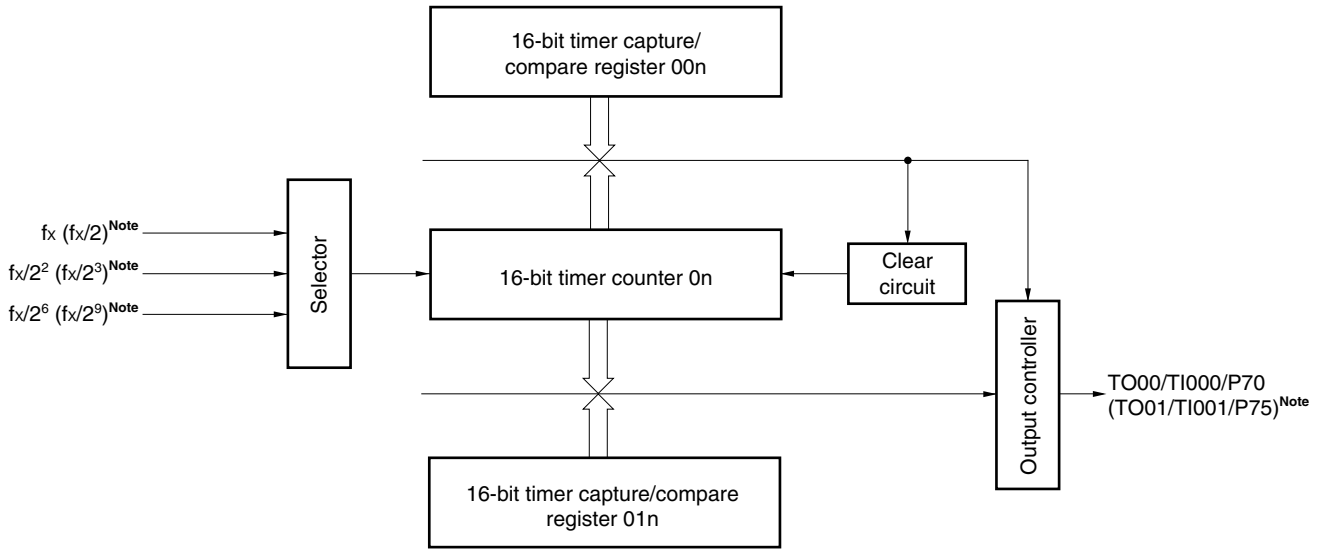 16-bit timer capture/
compare register 00n
fx (fx/2)Note
fx/2² (fx/2³)Note
fx/2⁶ (fx/2⁹)Note
Selector
16-bit timer counter 0n
Clear
circuit
Output controller
TO00/TI000/P70
(TO01/TI001/P75)Note
16-bit timer capture/compare
register 01n